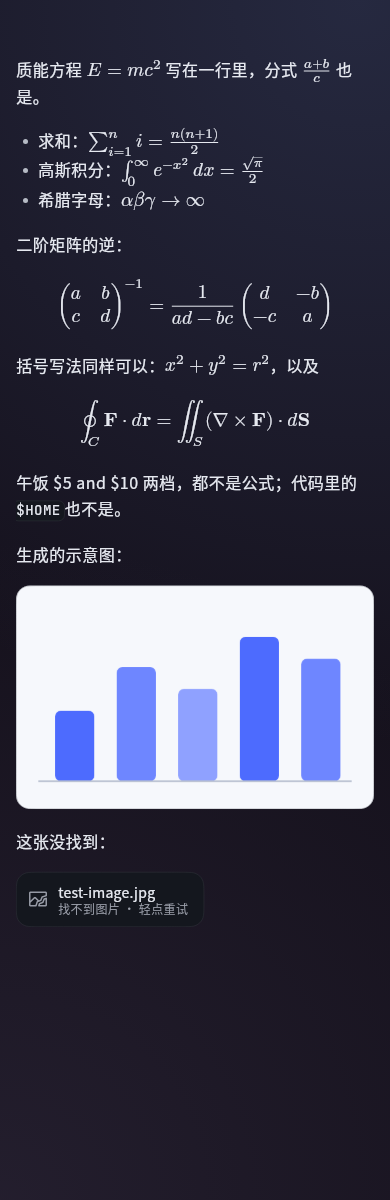 质能方程 E = mc² 写在一行里，分式 (a+b)/c 也
是。
• 求和：∑_{i=1}^{n} i = n(n+1)/2
• 高斯积分：∫_0^∞ e^{-x²} dx = √π/2
• 希腊字母：αβγ → ∞
二阶矩阵的逆：
(a b; c d)^{-1} = 1/(ad − bc) (d −b; −c a)
括号写法同样可以：x² + y² = r²，以及
∮_C F · dr = ∬_S (∇ × F) · dS
午饭 $5 and $10 两档，都不是公式；代码里的
$HOME 也不是。
生成的示意图：
这张没找到：
test-image.jpg
找不到图片 · 轻点重试